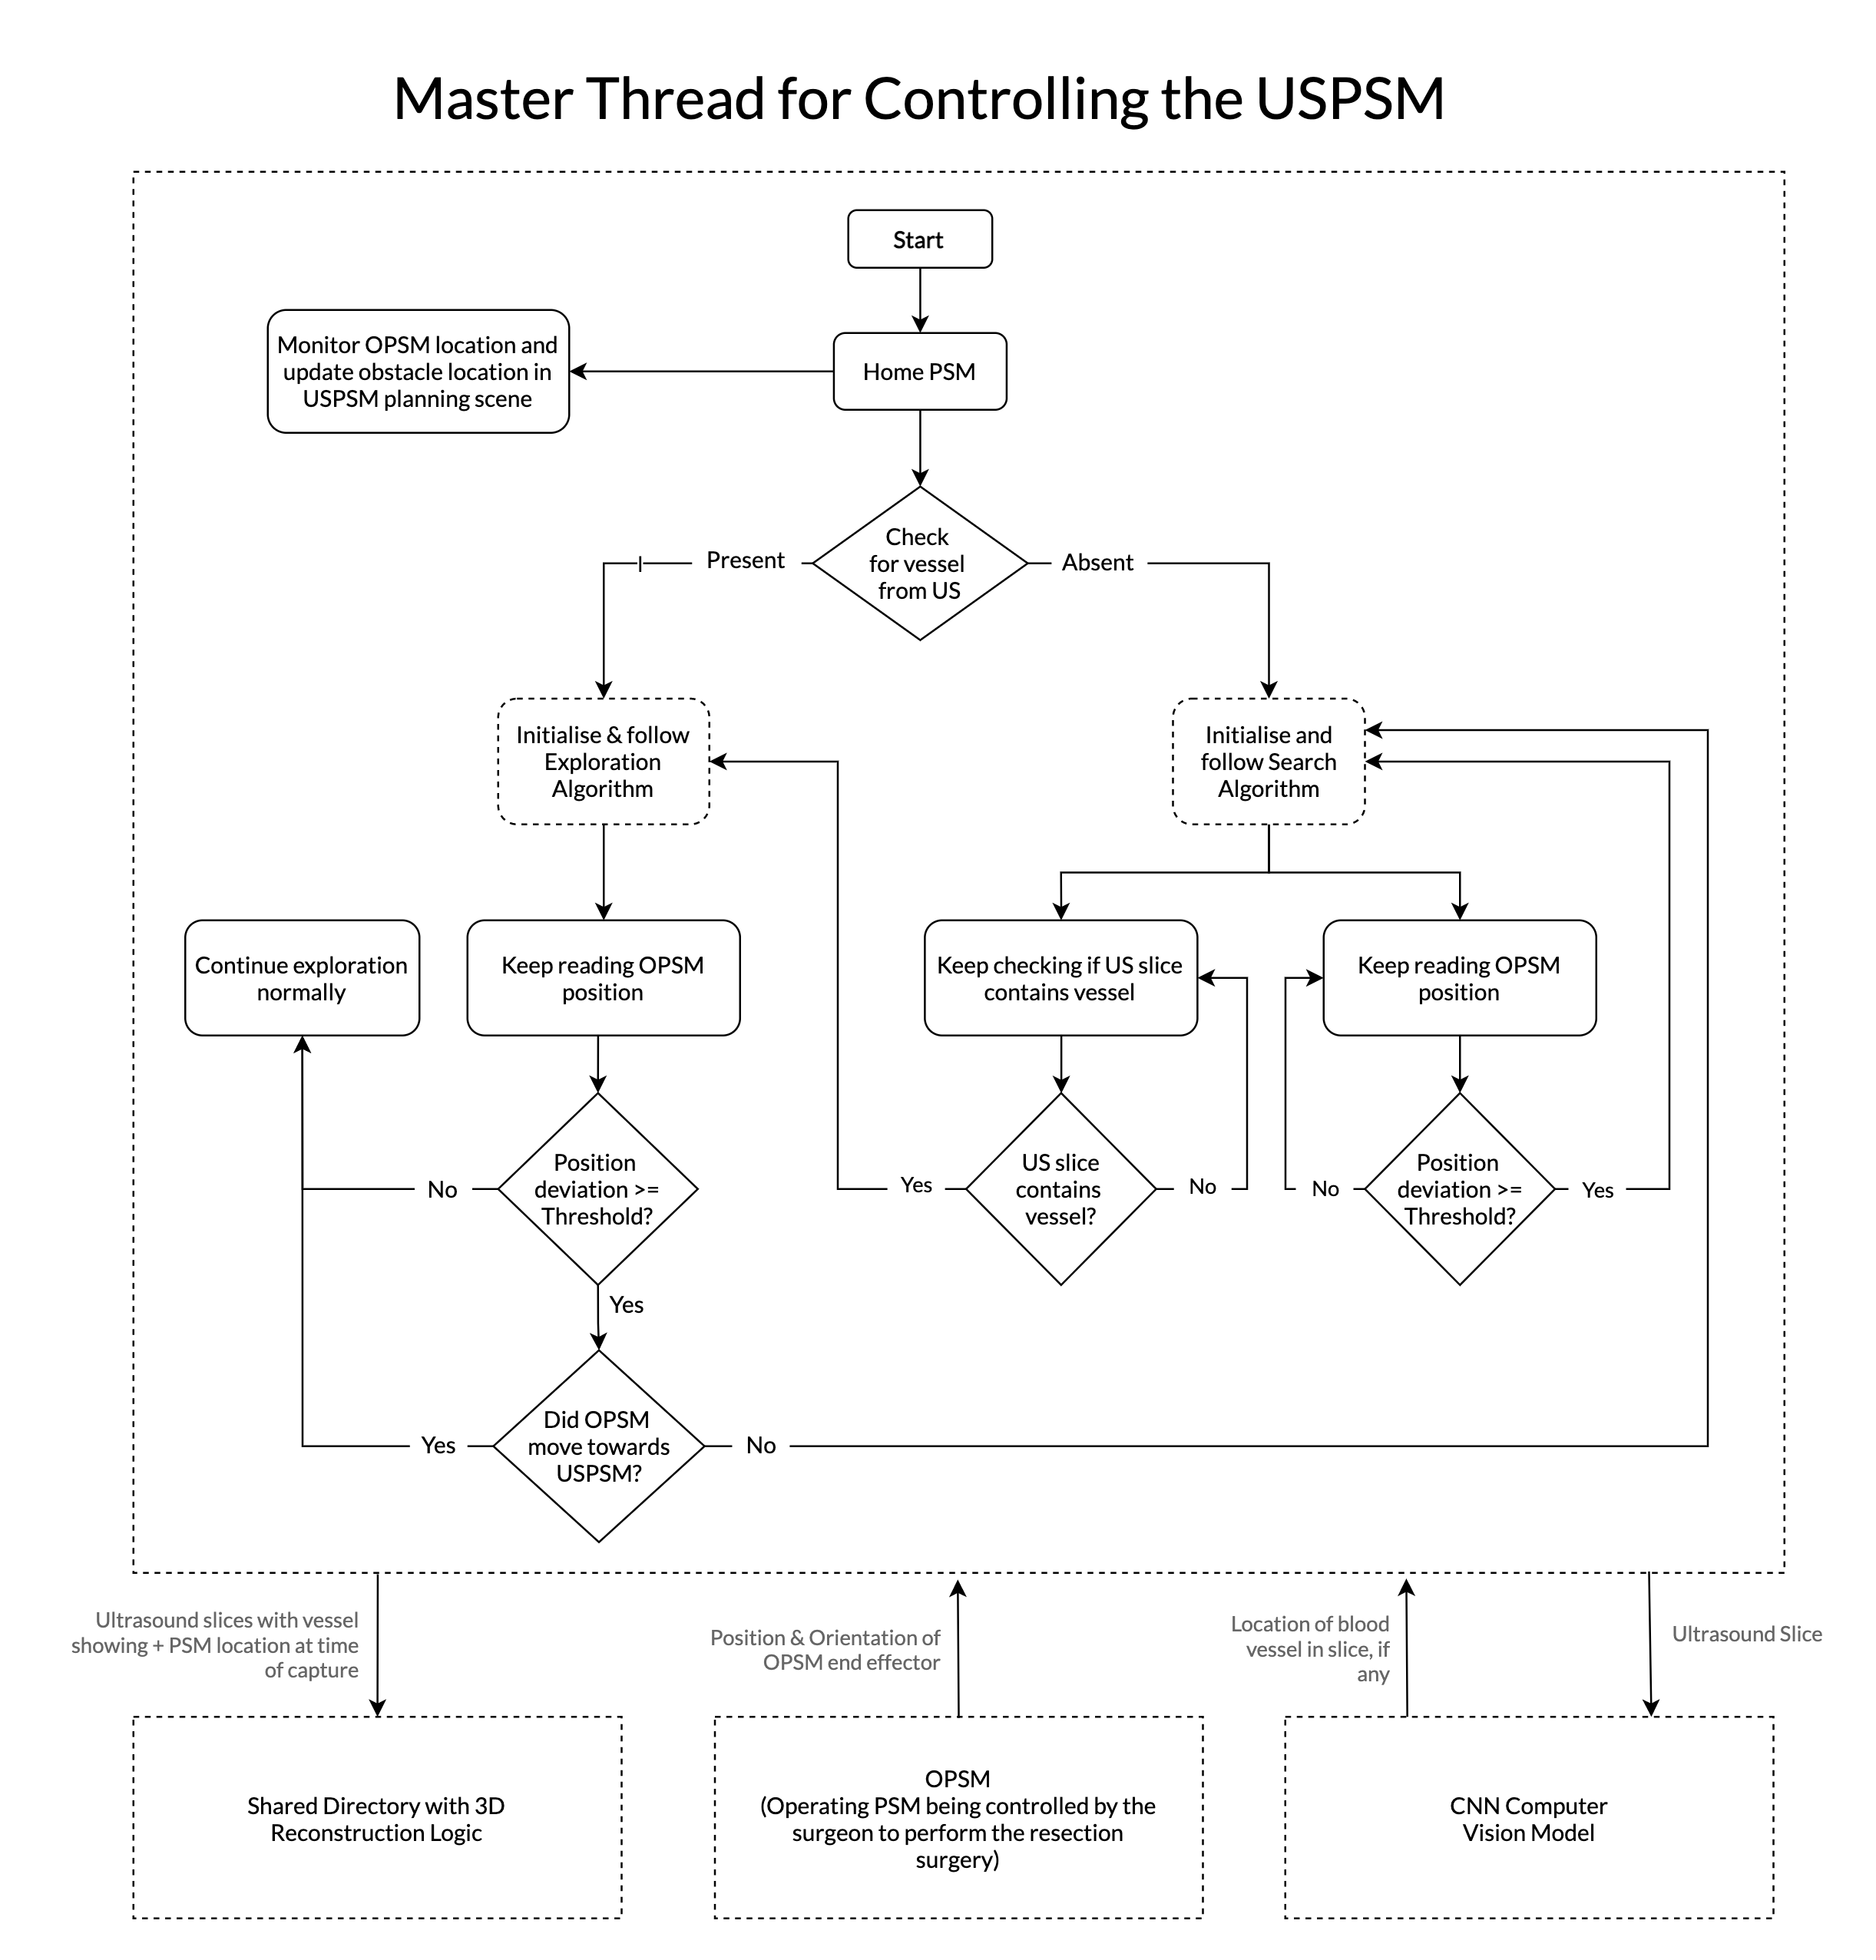 Master Thread for Controlling the USPSM
Start
Monitor OPSM location and
update obstacle location in
USPSM planning scene
Home PSM
Check
for vessel
from US
Present
Absent
Initialise & follow
Exploration
Algorithm
Initialise and
follow Search
Algorithm
Continue exploration
normally
Keep reading OPSM
position
Keep checking if US slice
contains vessel
Keep reading OPSM
position
No
Position
deviation >=
Threshold?
Yes
Yes
US slice
contains
vessel?
No
No
Position
deviation >=
Threshold?
Yes
Yes
Did OPSM
move towards
USPSM?
No
Ultrasound slices with vessel
showing + PSM location at time
of capture
Position & Orientation of
OPSM end effector
Location of blood
vessel in slice, if
any
Ultrasound Slice
Shared Directory with 3D
Reconstruction Logic
OPSM
(Operating PSM being controlled by the
surgeon to perform the resection
surgery)
CNN Computer
Vision Model